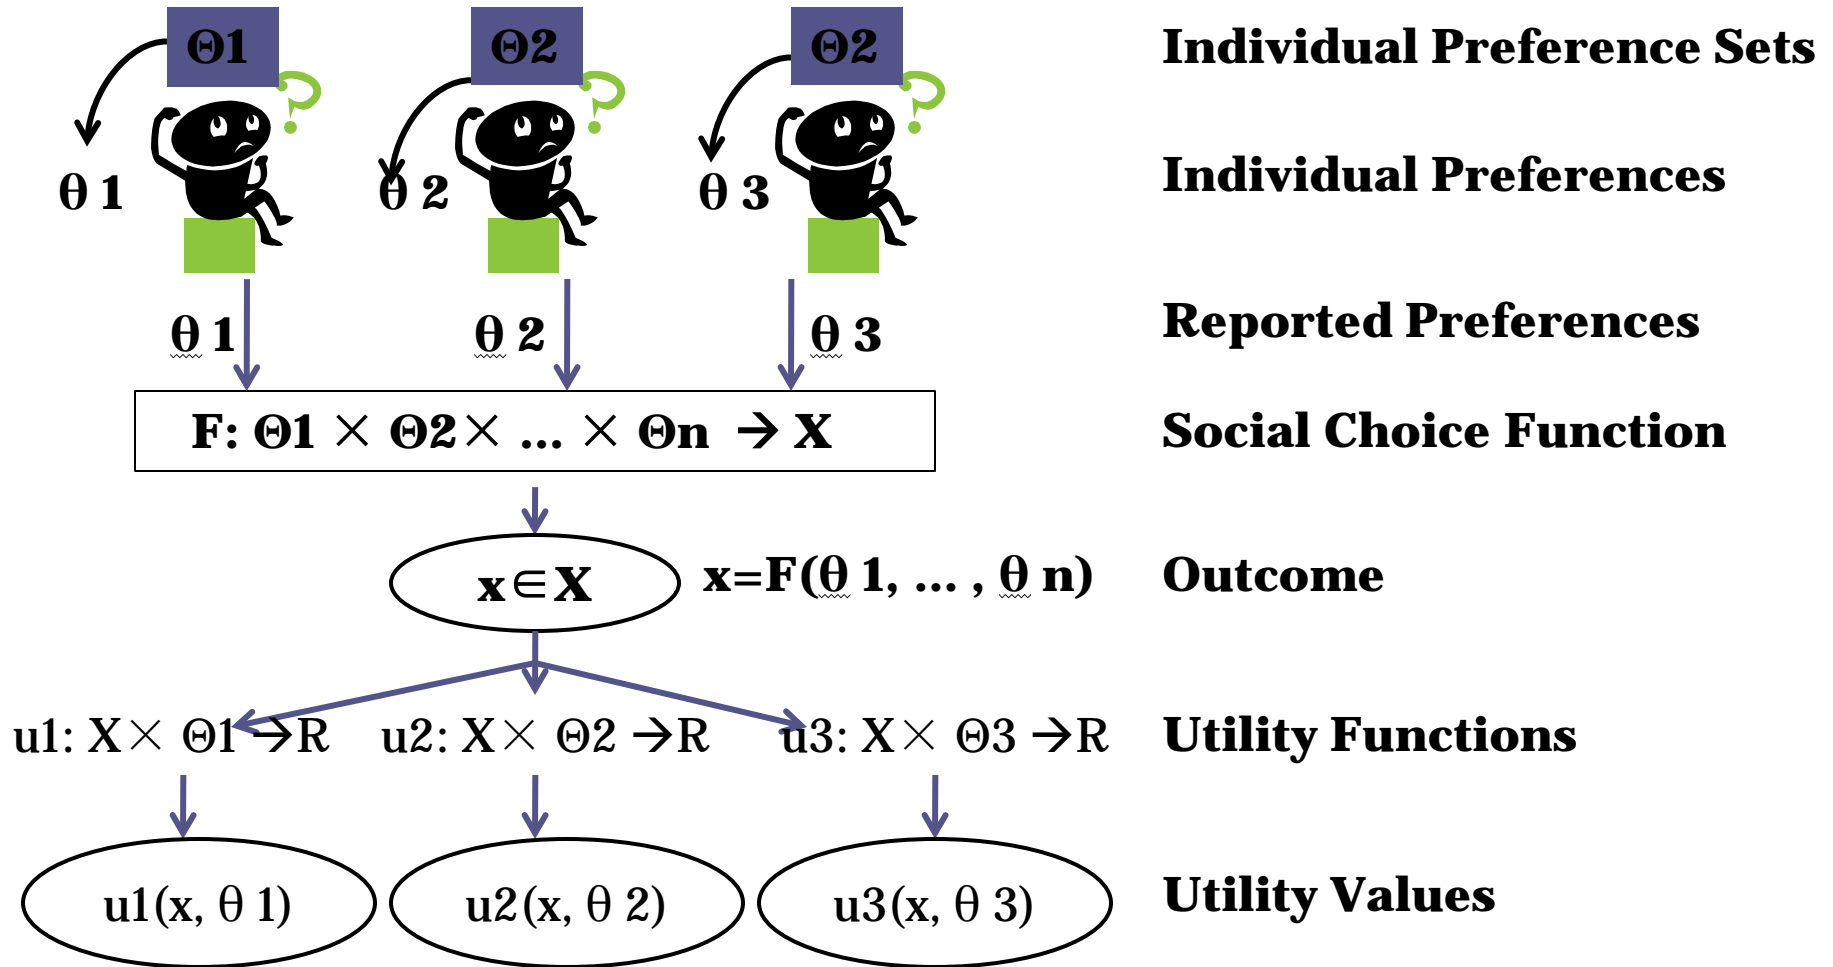 Θ1 Θ2 Θ2 Individual Preference Sets
? ? ?
θ 1 θ 2 θ 3 Individual Preferences
θ 1 θ 2 θ 3 Reported Preferences
F: Θ1 × Θ2× ... × Θn → X Social Choice Function
x∈X x=F(θ 1, ... , θ n) Outcome
u1: X× Θ1 →R u2: X× Θ2 →R u3: X× Θ3 →R Utility Functions
u1(x, θ 1) u2(x, θ 2) u3(x, θ 3) Utility Values